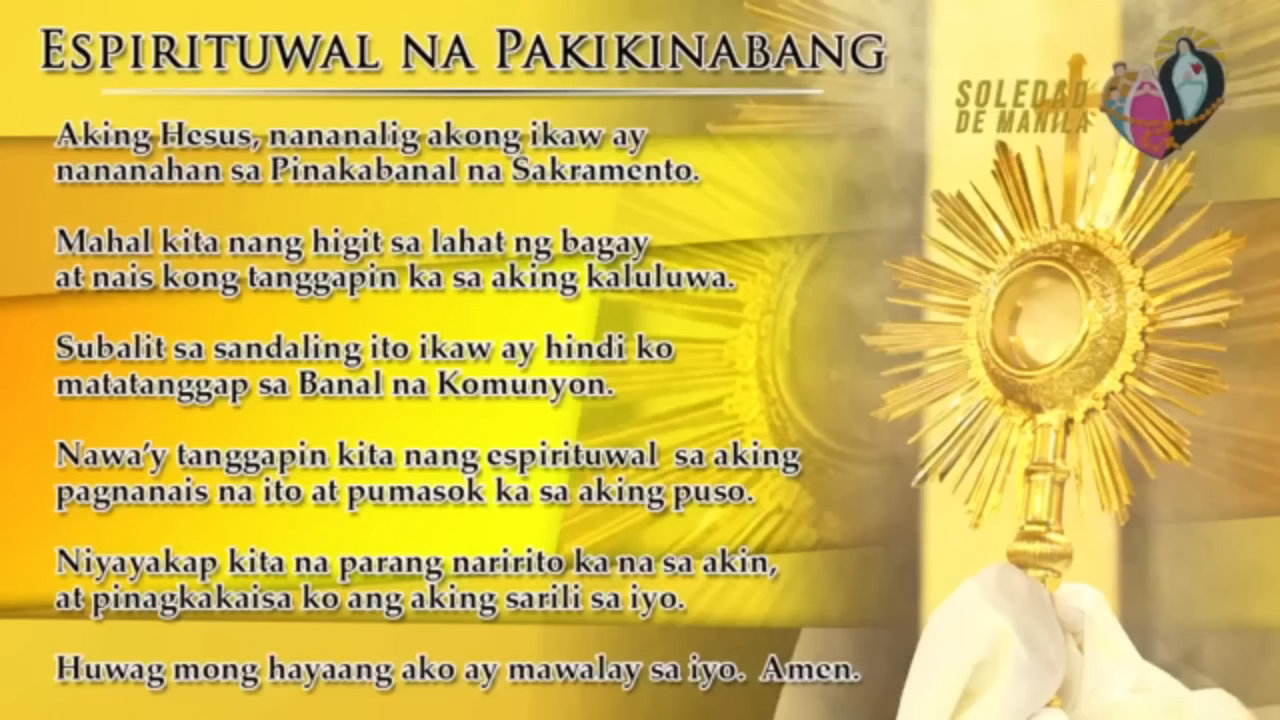 ESPIRITUWAL NA PAKIKINABANG
SOLEDAD
DE MANILA
Aking Hesus, nananalig akong ikaw ay
nananahan sa Pinakabanal na Sakramento.
Mahal kita nang higit sa lahat ng bagay
at nais kong tanggapin ka sa aking kaluluwa.
Subalit sa sandaling ito ikaw ay hindi ko
matatanggap sa Banal na Komunyon.
Nawa’y tanggapin kita nang espirituwal  sa aking
pagnanais na ito at pumasok ka sa aking puso.
Niyayakap kita na parang naririto ka na sa akin,
at pinagkakaisa ko ang aking sarili sa iyo.
Huwag mong hayaang ako ay mawalay sa iyo.  Amen.